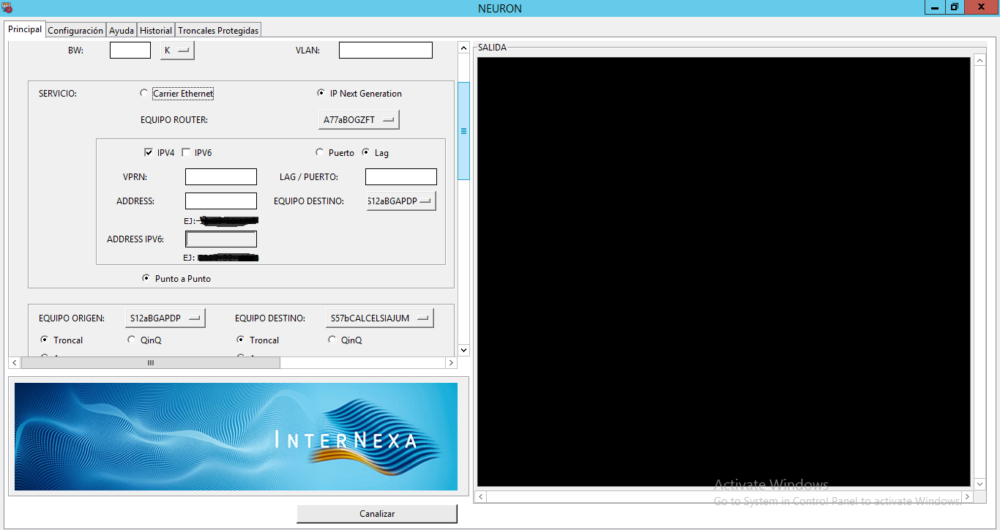 NEURON
Principal Configuración Ayuda Historial Troncales Protegidas
BW: K VLAN:
SERVICIO: Carrier Ethernet IP Next Generation
EQUIPO ROUTER: A77aBOGZFT
IPV4 IPV6 Puerto Lag
VPRN: LAG / PUERTO:
ADDRESS: EQUIPO DESTINO: S12aBGAPDP
EJ:
ADDRESS IPV6:
EJ:
Punto a Punto
EQUIPO ORIGEN: S12aBGAPDP EQUIPO DESTINO: S57bCALCELSIAJUM
Troncal QinQ Troncal QinQ
INTERNEXA
Canalizar
SALIDA
Activate Windows
Go to System in Control Panel to activate Windows.